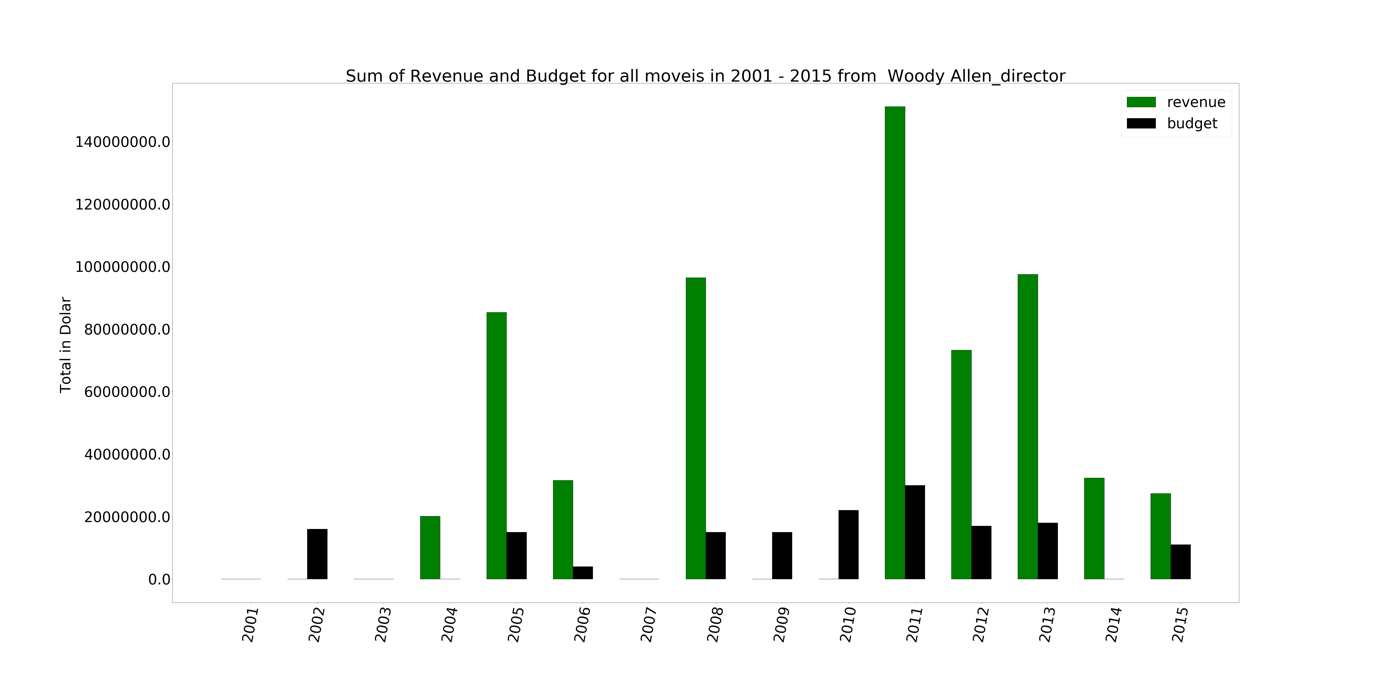 Sum of Revenue and Budget for all moveis in 2001 - 2015 from  Woody Allen_director
revenue
budget
140000000.0
120000000.0
100000000.0
80000000.0
60000000.0
40000000.0
20000000.0
0.0
Total in Dolar
2001 2002 2003 2004 2005 2006 2007 2008 2009 2010 2011 2012 2013 2014 2015